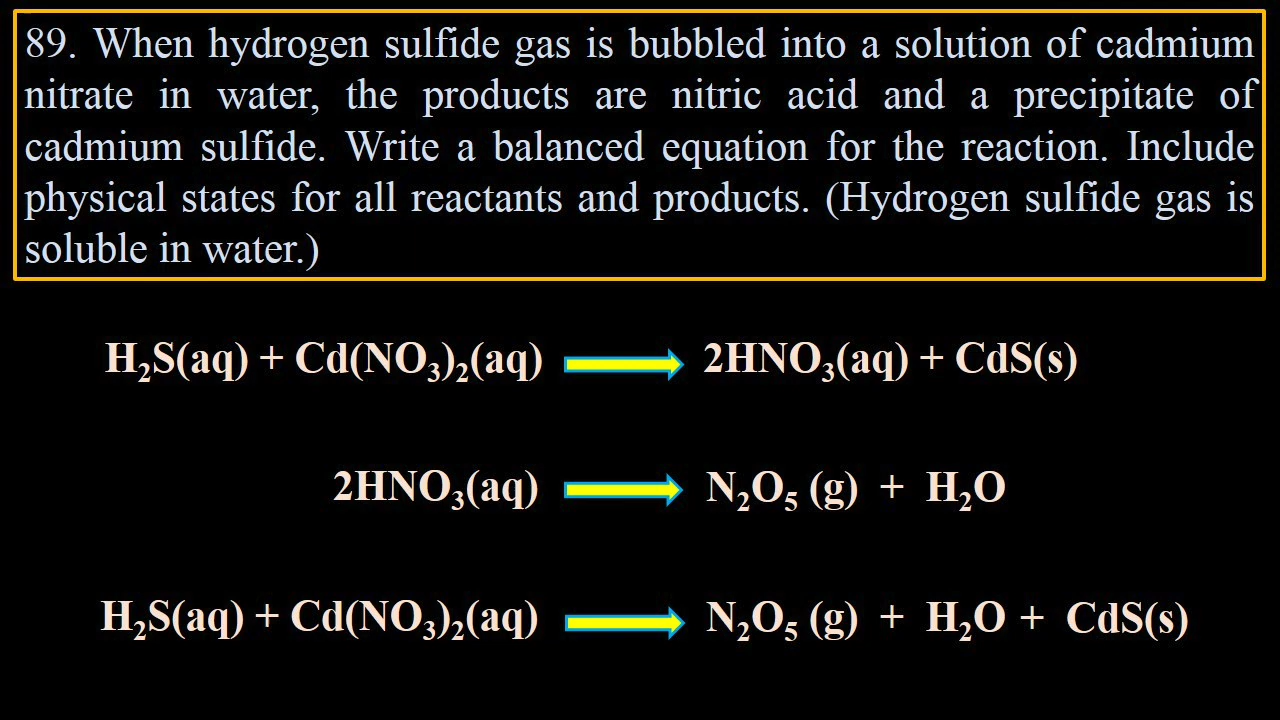 89. When hydrogen sulfide gas is bubbled into a solution of cadmium
nitrate in water, the products are nitric acid and a precipitate of
cadmium sulfide. Write a balanced equation for the reaction. Include
physical states for all reactants and products. (Hydrogen sulfide gas is
soluble in water.)
H₂S(aq) + Cd(NO₃)₂(aq) → 2HNO₃(aq) + CdS(s)
2HNO₃(aq) → N₂O₅ (g) + H₂O
H₂S(aq) + Cd(NO₃)₂(aq) → N₂O₅ (g) + H₂O + CdS(s)